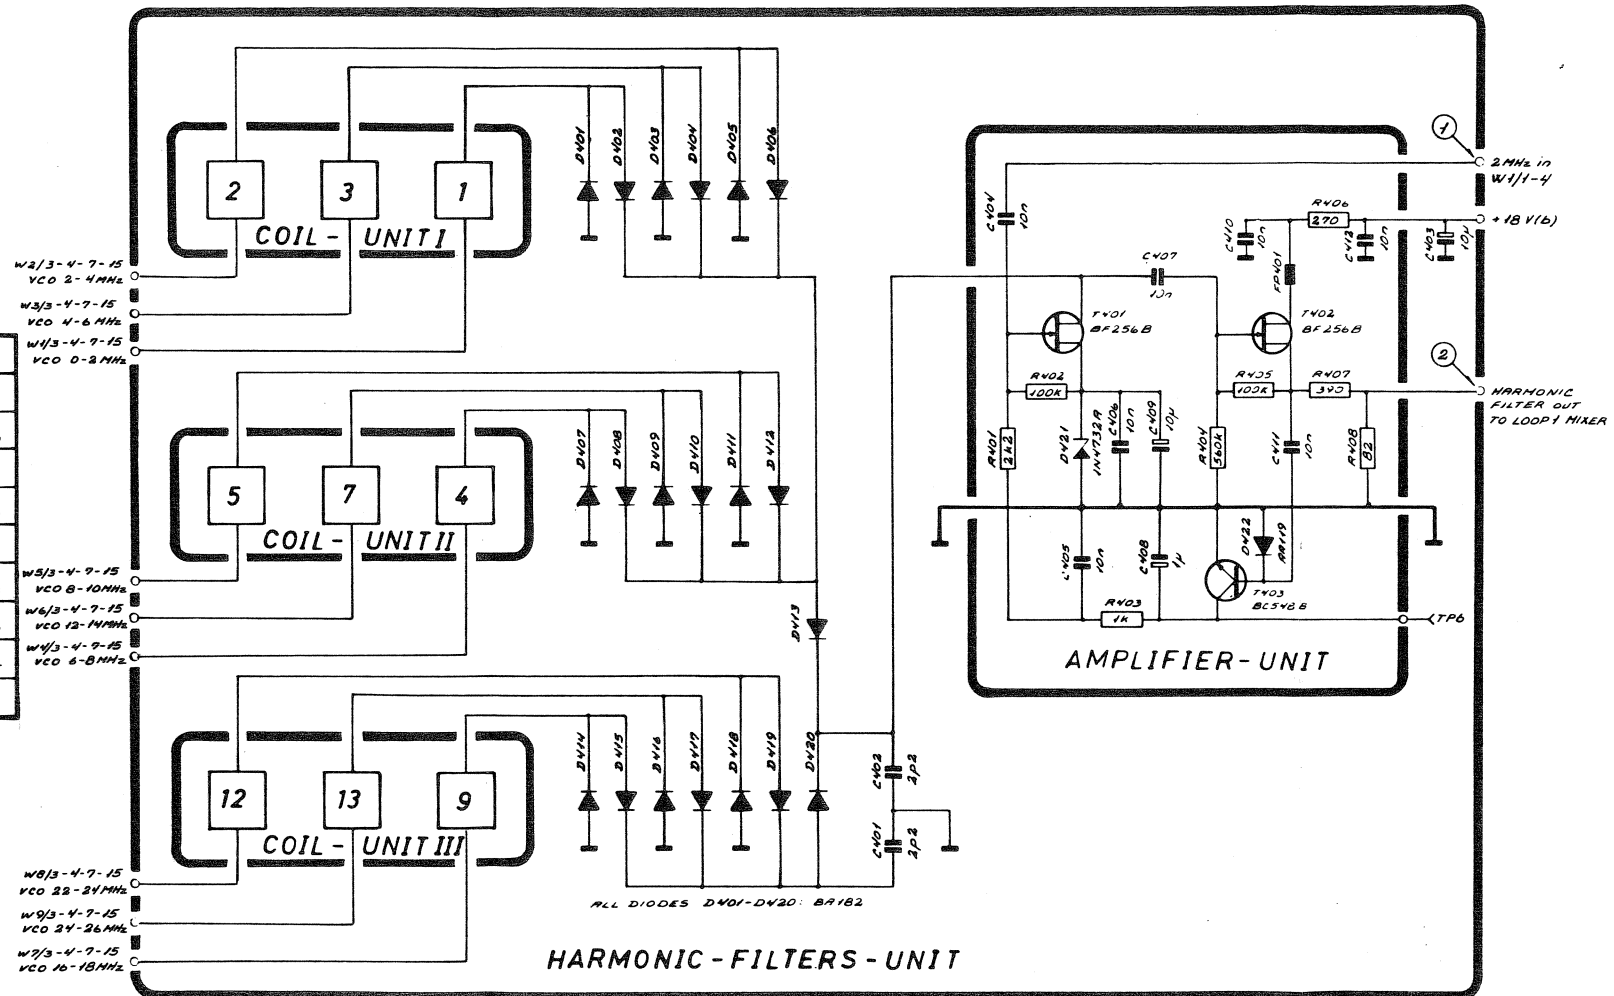 D401
D402
D403
D404
D405
D406
2
3
1
COIL - UNIT I
W2/3-4-7-15
VCO 2-4MHz
W3/3-4-7-15
VCO 4-6MHz
W1/3-4-7-15
VCO 0-2MHz
D407
D408
D409
D410
D411
D412
5
7
4
COIL - UNIT II
W5/3-4-7-15
VCO 8-10MHz
W6/3-4-7-15
VCO 12-14MHz
W4/3-4-7-15
VCO 6-8MHz
D413
D414
D415
D416
D417
D418
D419
D420
12
13
9
COIL - UNIT III
W8/3-4-7-15
VCO 22-24MHz
W9/3-4-7-15
VCO 24-26MHz
W7/3-4-7-15
VCO 16-18MHz
C402
2p2
C401
2p2
ALL DIODES D401-D420: BA182
HARMONIC - FILTERS - UNIT
1
2MHz in
W1/1-4
C404
10n
R406
270
+18V(b)
C410
10n
C412
10n
C403
10µ
C407
10n
FP401
T401
BF256B
T402
BF256B
2
R402
100K
R405
100K
R407
390
HARMONIC
FILTER OUT
TO LOOP1 MIXER
R401
2k2
D421
1N4732A
C406
10n
C409
10µ
R404
560k
C411
10n
R408
82
C405
10n
C408
1µ
D422
AA119
T403
BC548B
R403
1k
TP6
AMPLIFIER - UNIT